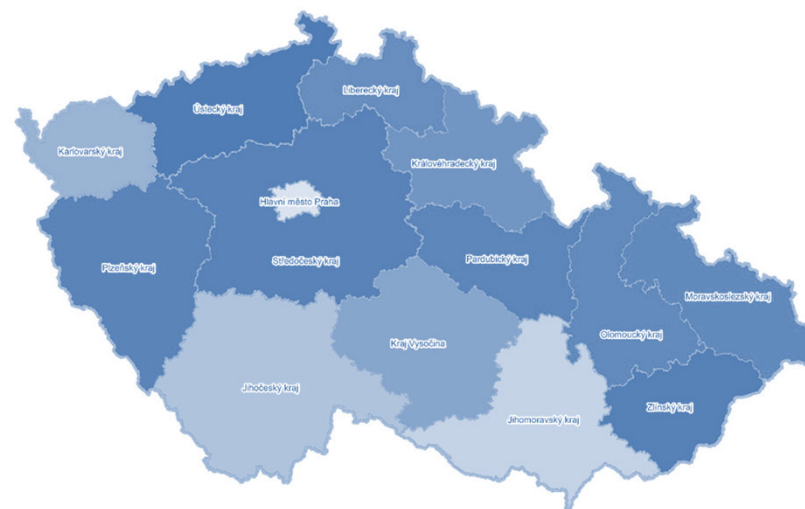 Liberecký kraj
Ústecký kraj
Karlovarský kraj
Královéhradecký kraj
Hlavní město Praha
Středočeský kraj
Pardubický kraj
Plzeňský kraj
Moravskoslezský kraj
Olomoucký kraj
Kraj Vysočina
Jihočeský kraj
Zlínský kraj
Jihomoravský kraj